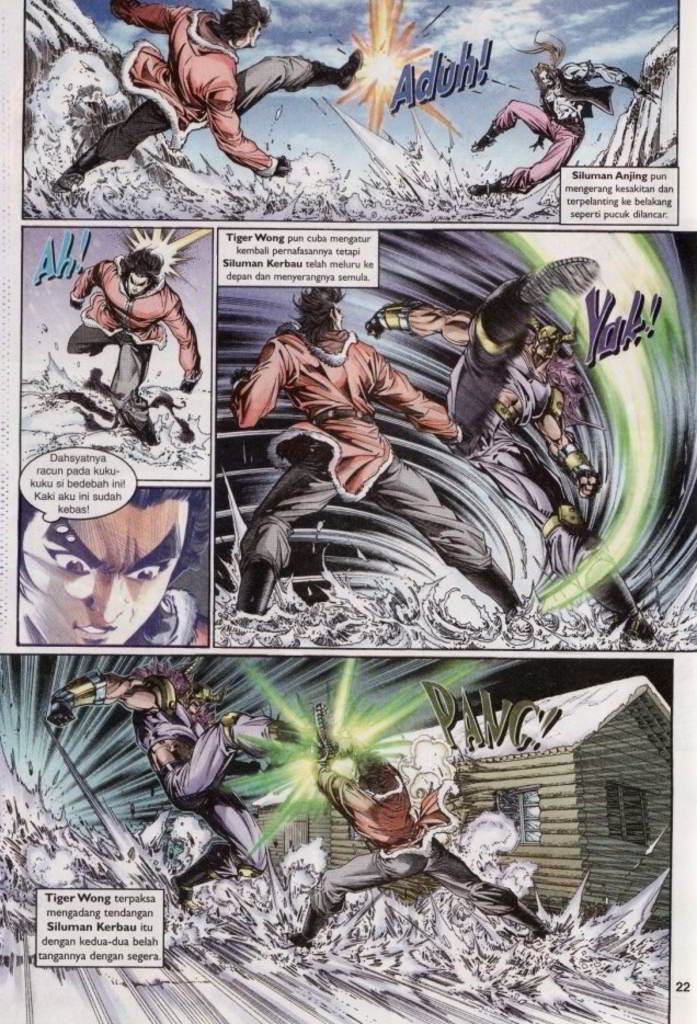 Aduh!
Siluman Anjing pun
mengerang kesakitan dan
terpelanting ke belakang
seperti pucuk dilancar.
Ah!
Tiger Wong pun cuba mengatur
kembali pernafasannya tetapi
Siluman Kerbau telah meluru ke
depan dan menyerangnya semula.
Yak!
Dahsyatnya
racun pada kuku-
kuku si bedebah ini!
Kaki aku ini sudah
kebas!
PANG!
Tiger Wong terpaksa
mengadang tendangan
Siluman Kerbau itu
dengan kedua-dua belah
tangannya dengan segera.
22